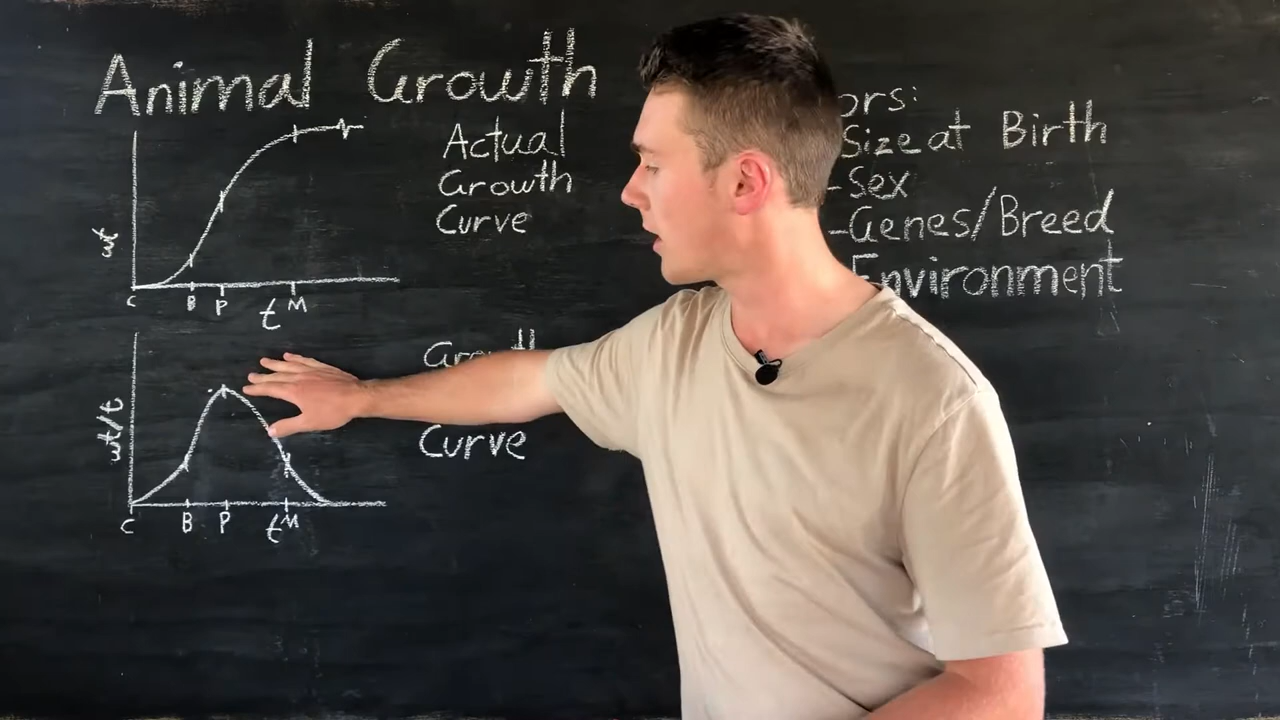 Animal Growth
Actual
Growth
Curve
wt
C B P t M
Curve
wt/t
C B P t M
ors:
Size at Birth
-Sex
-Genes/Breed
Environment